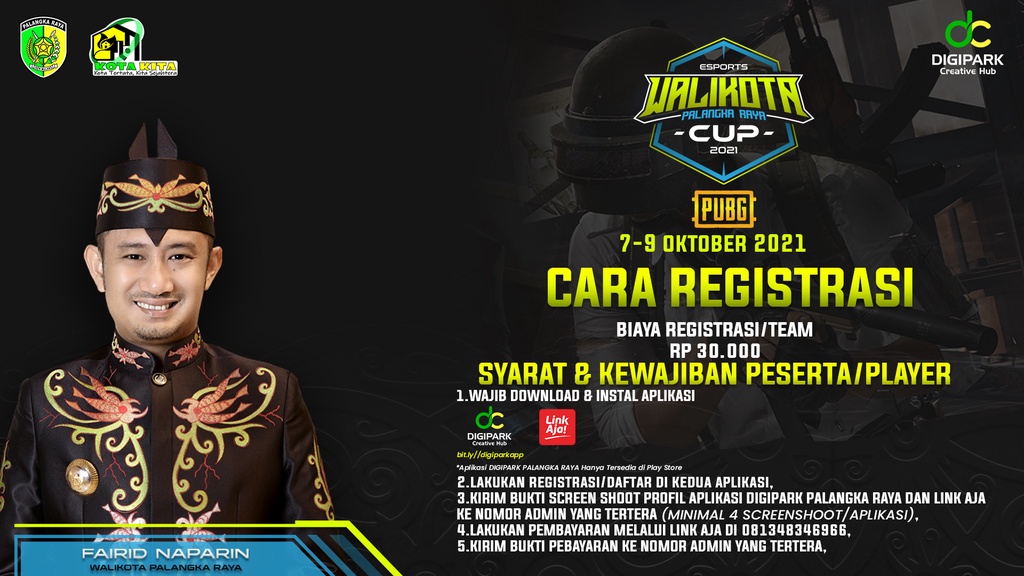 PALANGKA RAYA
KOTA KITA
Kota Tertata, Kita Sejahtera
dc
DIGIPARK
Creative Hub
ESPORTS
WALIKOTA
PALANGKA RAYA
-CUP-
2021
PUBG
7-9 OKTOBER 2021
CARA REGISTRASI
BIAYA REGISTRASI/TEAM
RP 30.000
SYARAT & KEWAJIBAN PESERTA/PLAYER
1.WAJIB DOWNLOAD & INSTAL APLIKASI
dc
DIGIPARK
Creative Hub
Link
Aja!
bit.ly//digiparkapp
*Aplikasi DIGIPARK PALANGKA RAYA Hanya Tersedia di Play Store
2.LAKUKAN REGISTRASI/DAFTAR DI KEDUA APLIKASI,
3.KIRIM BUKTI SCREEN SHOOT PROFIL APLIKASI DIGIPARK PALANGKA RAYA DAN LINK AJA
KE NOMOR ADMIN YANG TERTERA (MINIMAL 4 SCREENSHOOT/APLIKASI),
4.LAKUKAN PEMBAYARAN MELALUI LINK AJA DI 081348346966,
5.KIRIM BUKTI PEBAYARAN KE NOMOR ADMIN YANG TERTERA,
FAIRID NAPARIN
WALIKOTA PALANGKA RAYA